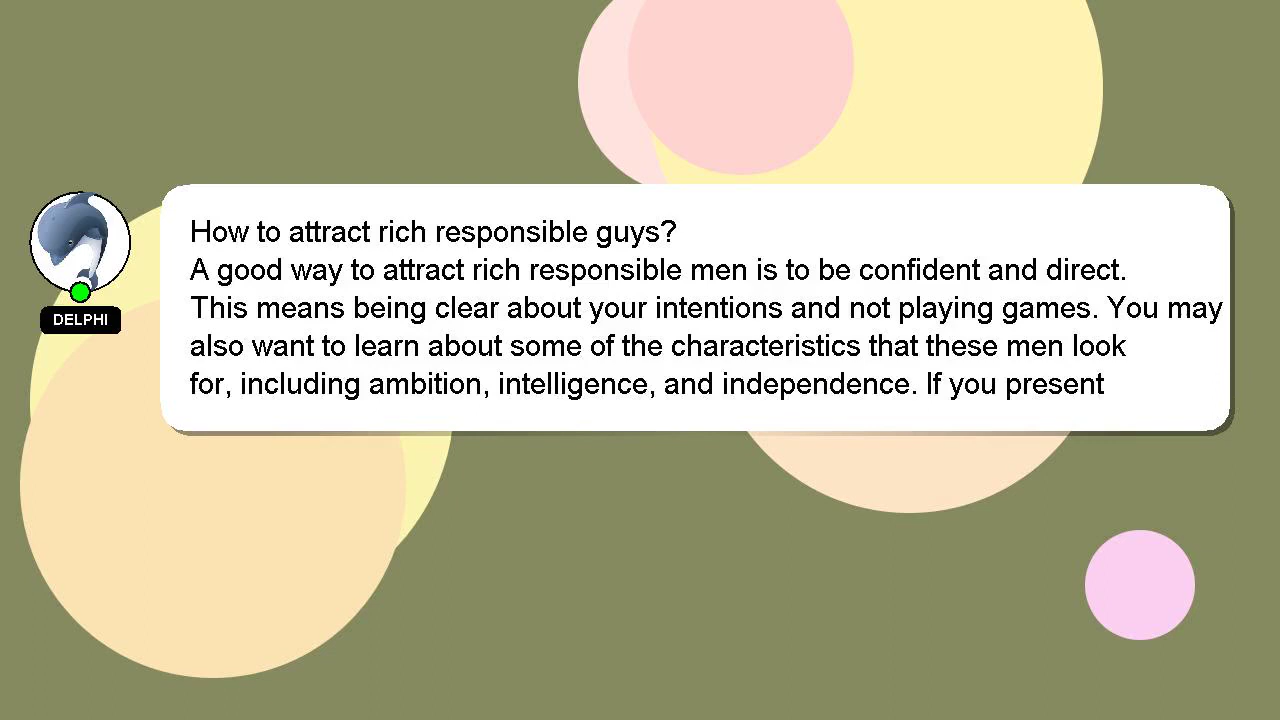 How to attract rich responsible guys?
A good way to attract rich responsible men is to be confident and direct.
This means being clear about your intentions and not playing games. You may
also want to learn about some of the characteristics that these men look
for, including ambition, intelligence, and independence. If you present
DELPHI